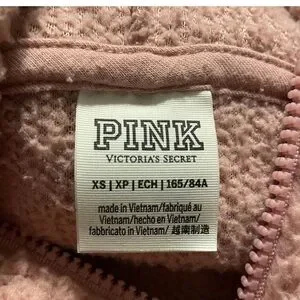 PINK
VICTORIA'S SECRET
XS | XP | ECH | 165/84A
made in Vietnam/fabriqué au
Vietnam/hecho en Vietnam/
fabbricato in Vietnam/ 越南制造